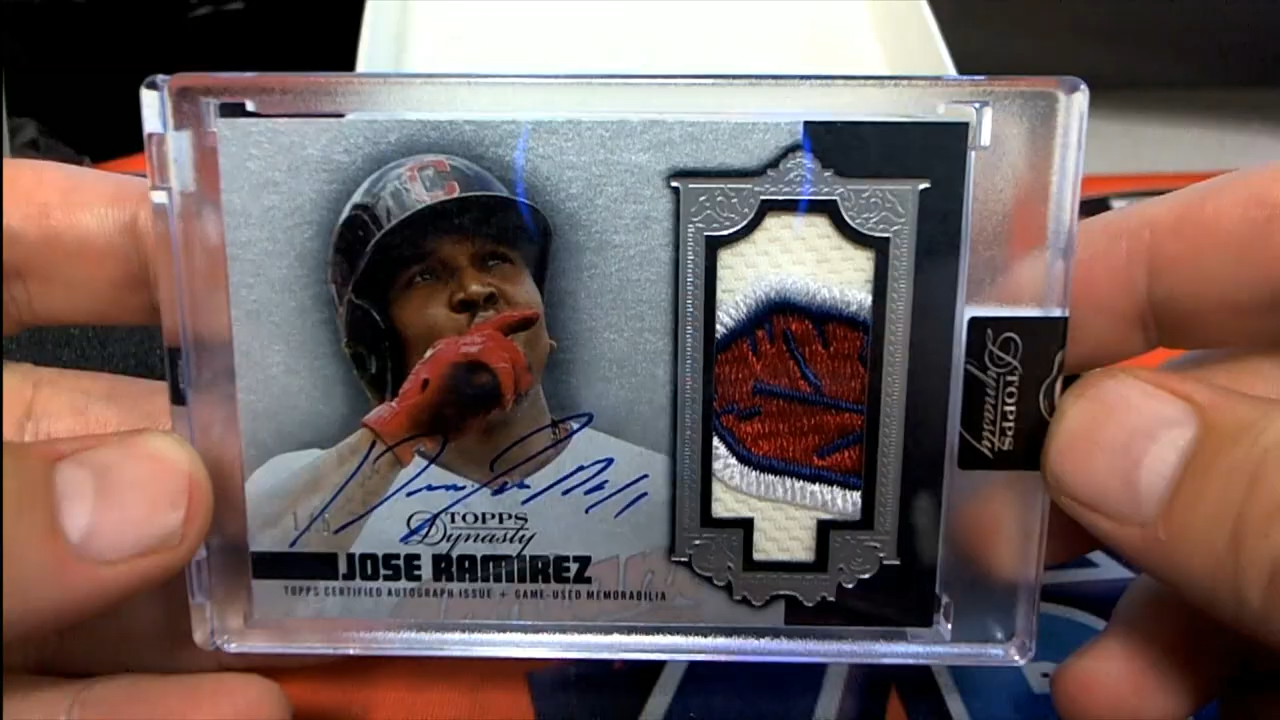 C
TOPPS
Dynasty
JOSE RAMIREZ
TOPPS CERTIFIED AUTOGRAPH ISSUE + GAME-USED MEMORABILIA
TOPPS
Dynasty